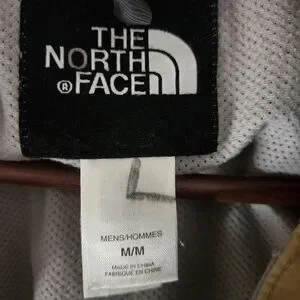 THE
NORTH
® FACE
L
MENS/HOMMES
M/M
MADE IN CHINA
FABRIQUE EN CHINE